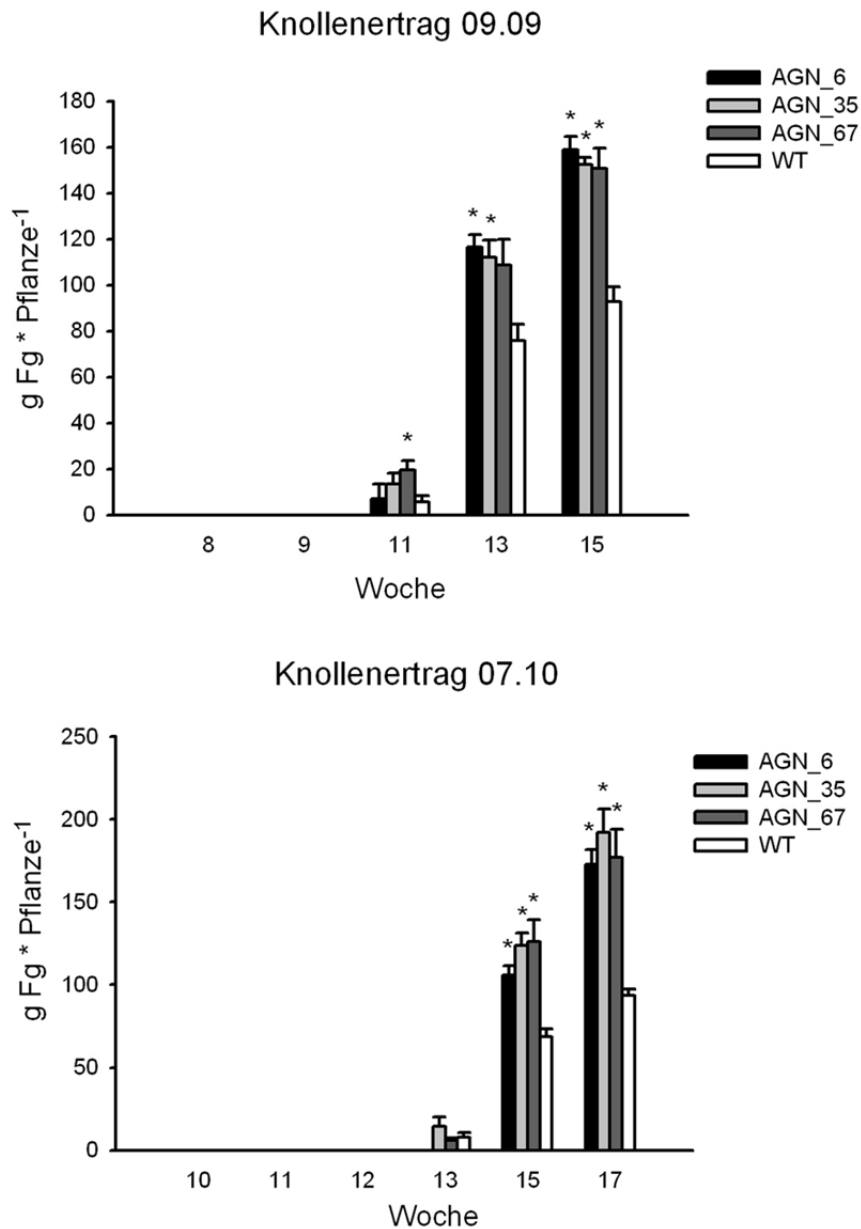 Knollenertrag 09.09
AGN_6
AGN_35
AGN_67
WT
g Fg * Pflanze-1
180
160
140
120
100
80
60
40
20
0
* * *
* *
*
8 9 11 13 15
Woche
Knollenertrag 07.10
AGN_6
AGN_35
AGN_67
WT
g Fg * Pflanze-1
250
200
150
100
50
0
* * *
* * *
10 11 12 13 15 17
Woche